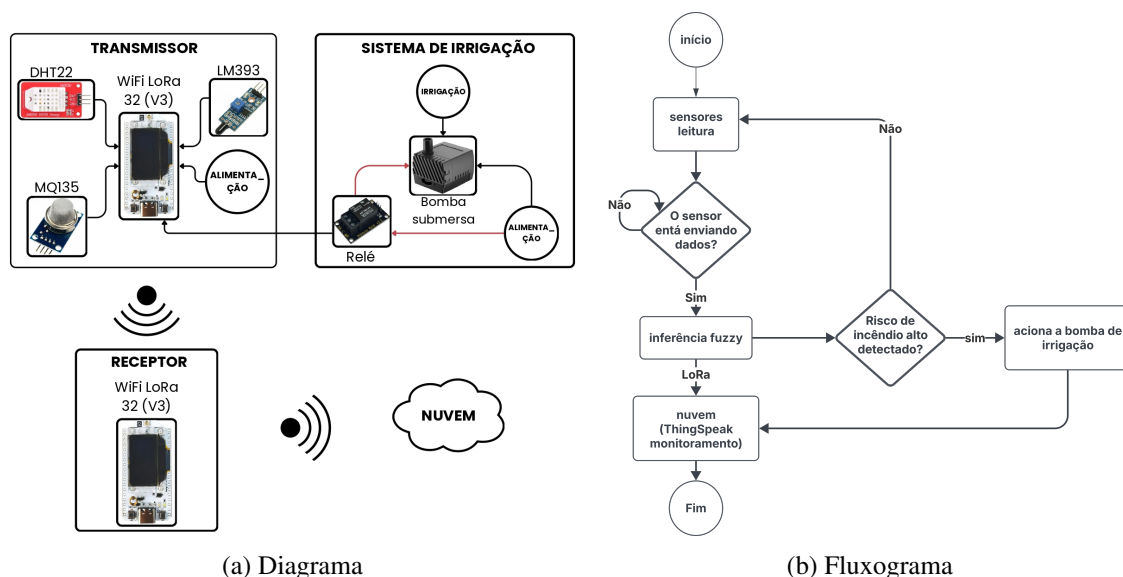 TRANSMISSOR
DHT22
WiFi LoRa
32 (V3)
LM393
MQ135
ALIMENTA_
ÇÃO
SISTEMA DE IRRIGAÇÃO
IRRIGAÇÃO
Bomba
submersa
Relé
ALIMENTA_
ÇÃO
RECEPTOR
WiFi LoRa
32 (V3)
NUVEM
(a) Diagrama
início
sensores
leitura
Não
Não
O sensor
entá enviando
dados?
Sim
inferência fuzzy
Risco de
incêndio alto
detectado?
sim
aciona a bomba de
irrigação
LoRa
nuvem
(ThingSpeak
monitoramento)
Fim
(b) Fluxograma